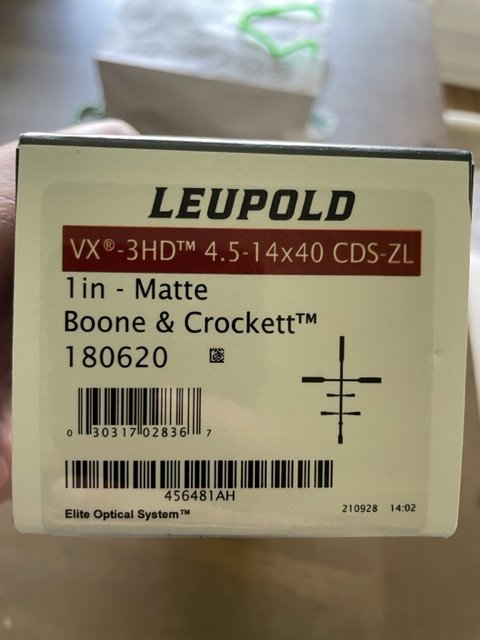 LEUPOLD
VX®-3HD™ 4.5-14x40 CDS-ZL
1in - Matte
Boone & Crockett™
180620
0 30317 02836 7
456481AH
Elite Optical System™ 210928 14:02